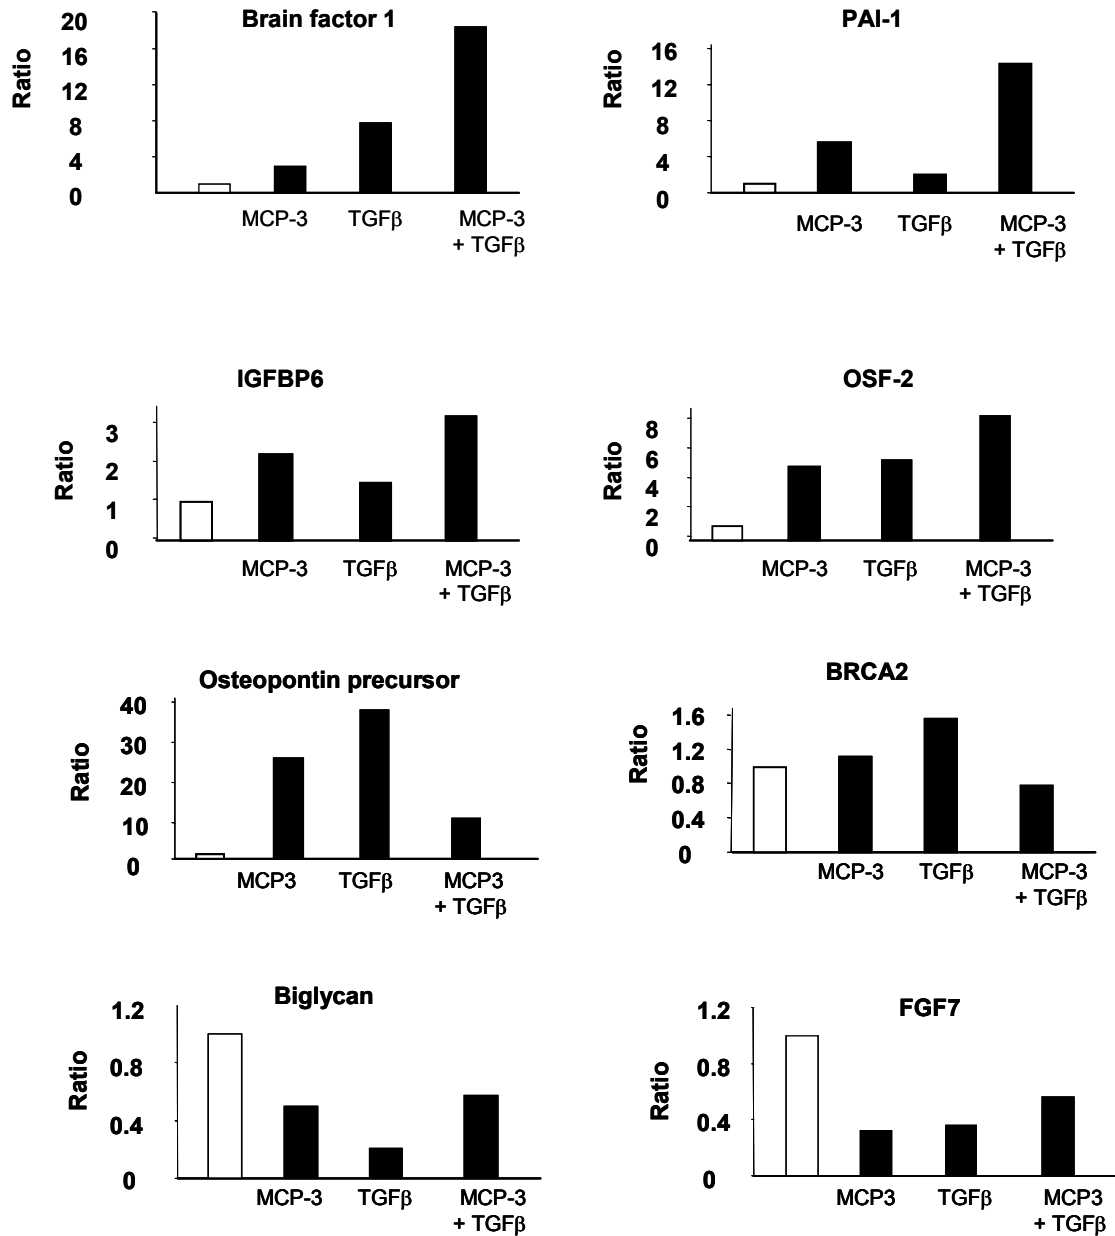 Brain factor 1
Ratio
20
16
12
8
4
0
MCP-3 TGFβ MCP-3
+ TGFβ
PAI-1
Ratio
16
12
8
4
0
MCP-3 TGFβ MCP-3
+ TGFβ
IGFBP6
Ratio
3
2
1
0
MCP-3 TGFβ MCP-3
+ TGFβ
OSF-2
Ratio
8
6
4
2
0
MCP-3 TGFβ MCP-3
+ TGFβ
Osteopontin precursor
Ratio
40
30
20
10
0
MCP3 TGFβ MCP3
+ TGFβ
BRCA2
Ratio
1.6
1.2
0.8
0.4
0
MCP-3 TGFβ MCP-3
+ TGFβ
Biglycan
Ratio
1.2
0.8
0.4
0
MCP-3 TGFβ MCP-3
+ TGFβ
FGF7
Ratio
1.2
0.8
0.4
0
MCP3 TGFβ MCP3
+ TGFβ